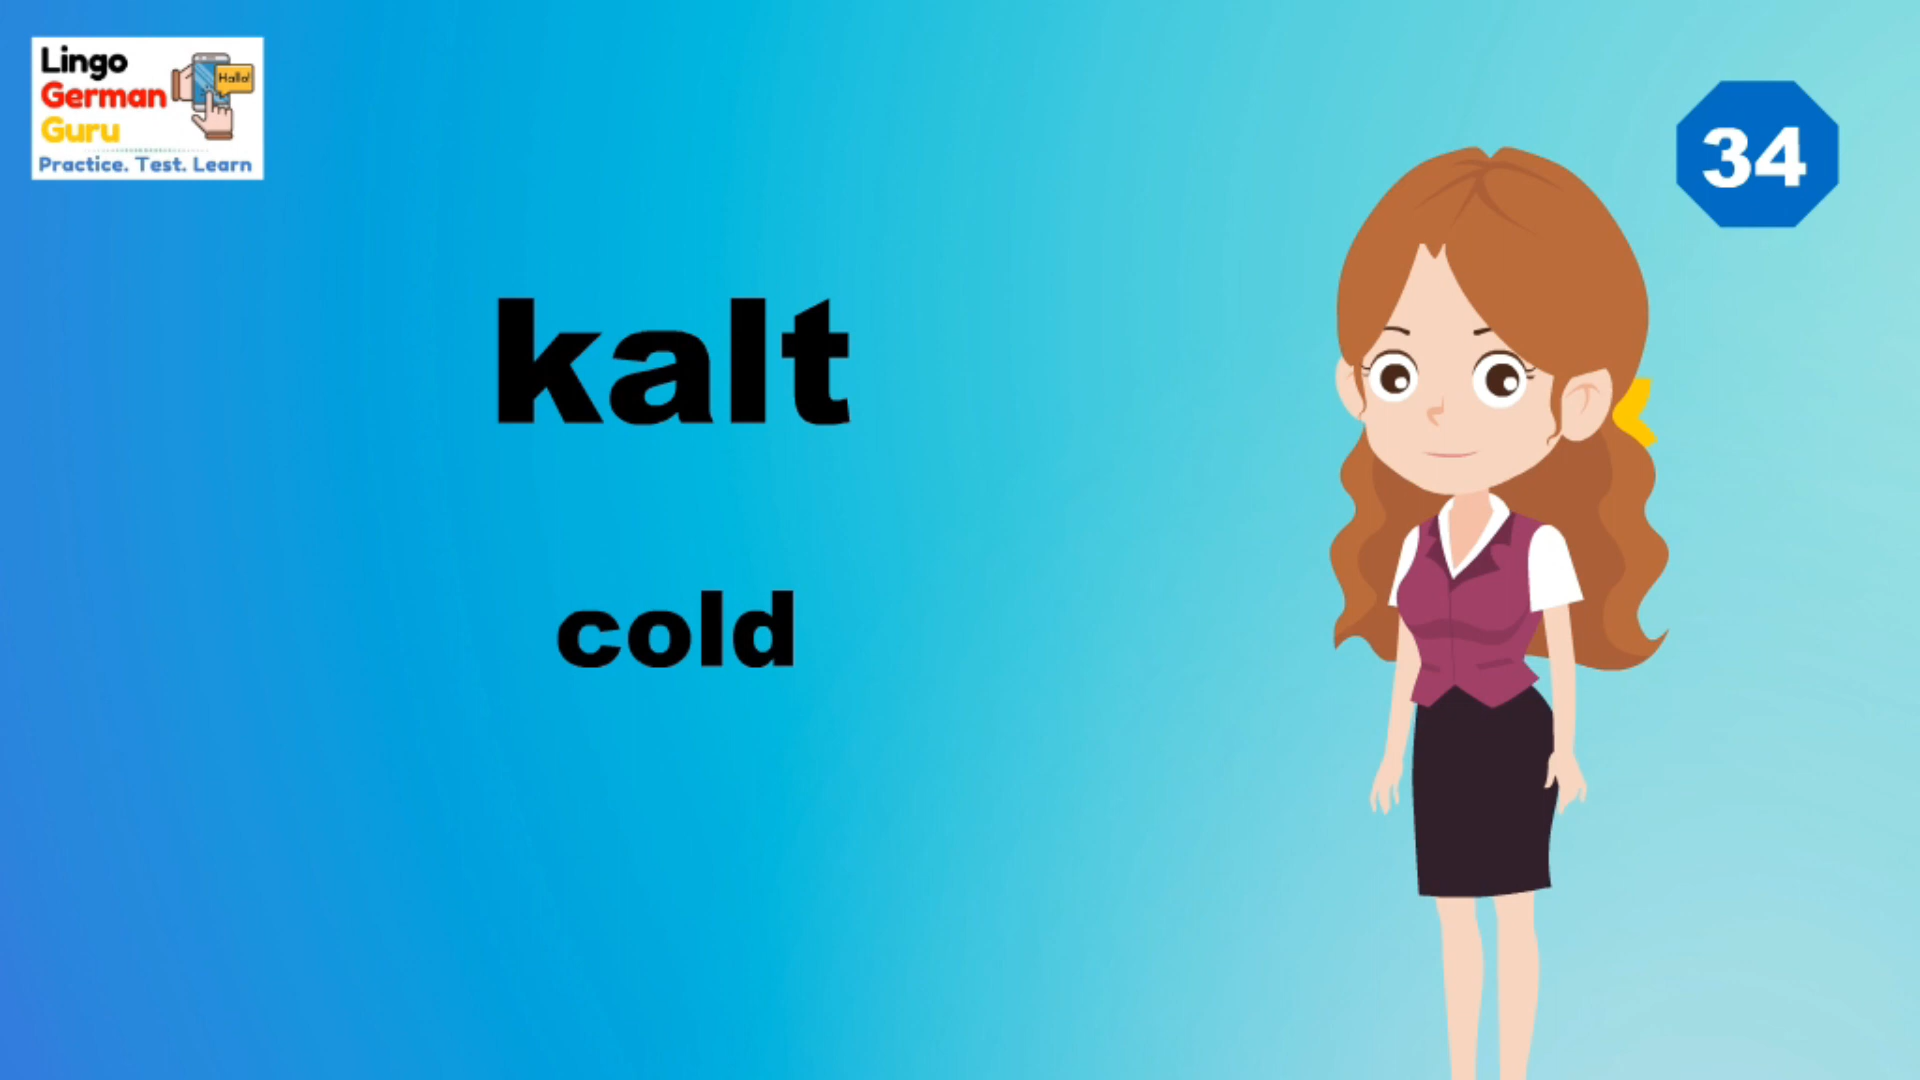 Lingo
German
Guru
Hallo!
Practice. Test. Learn
34
kalt
cold